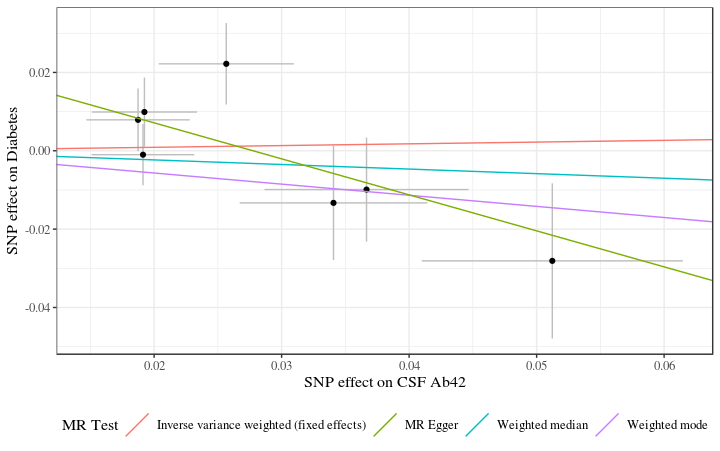 SNP effect on Diabetes
0.02
0.00
-0.02
-0.04
0.02 0.03 0.04 0.05 0.06
SNP effect on CSF Ab42
MR Test Inverse variance weighted (fixed effects) MR Egger Weighted median Weighted mode